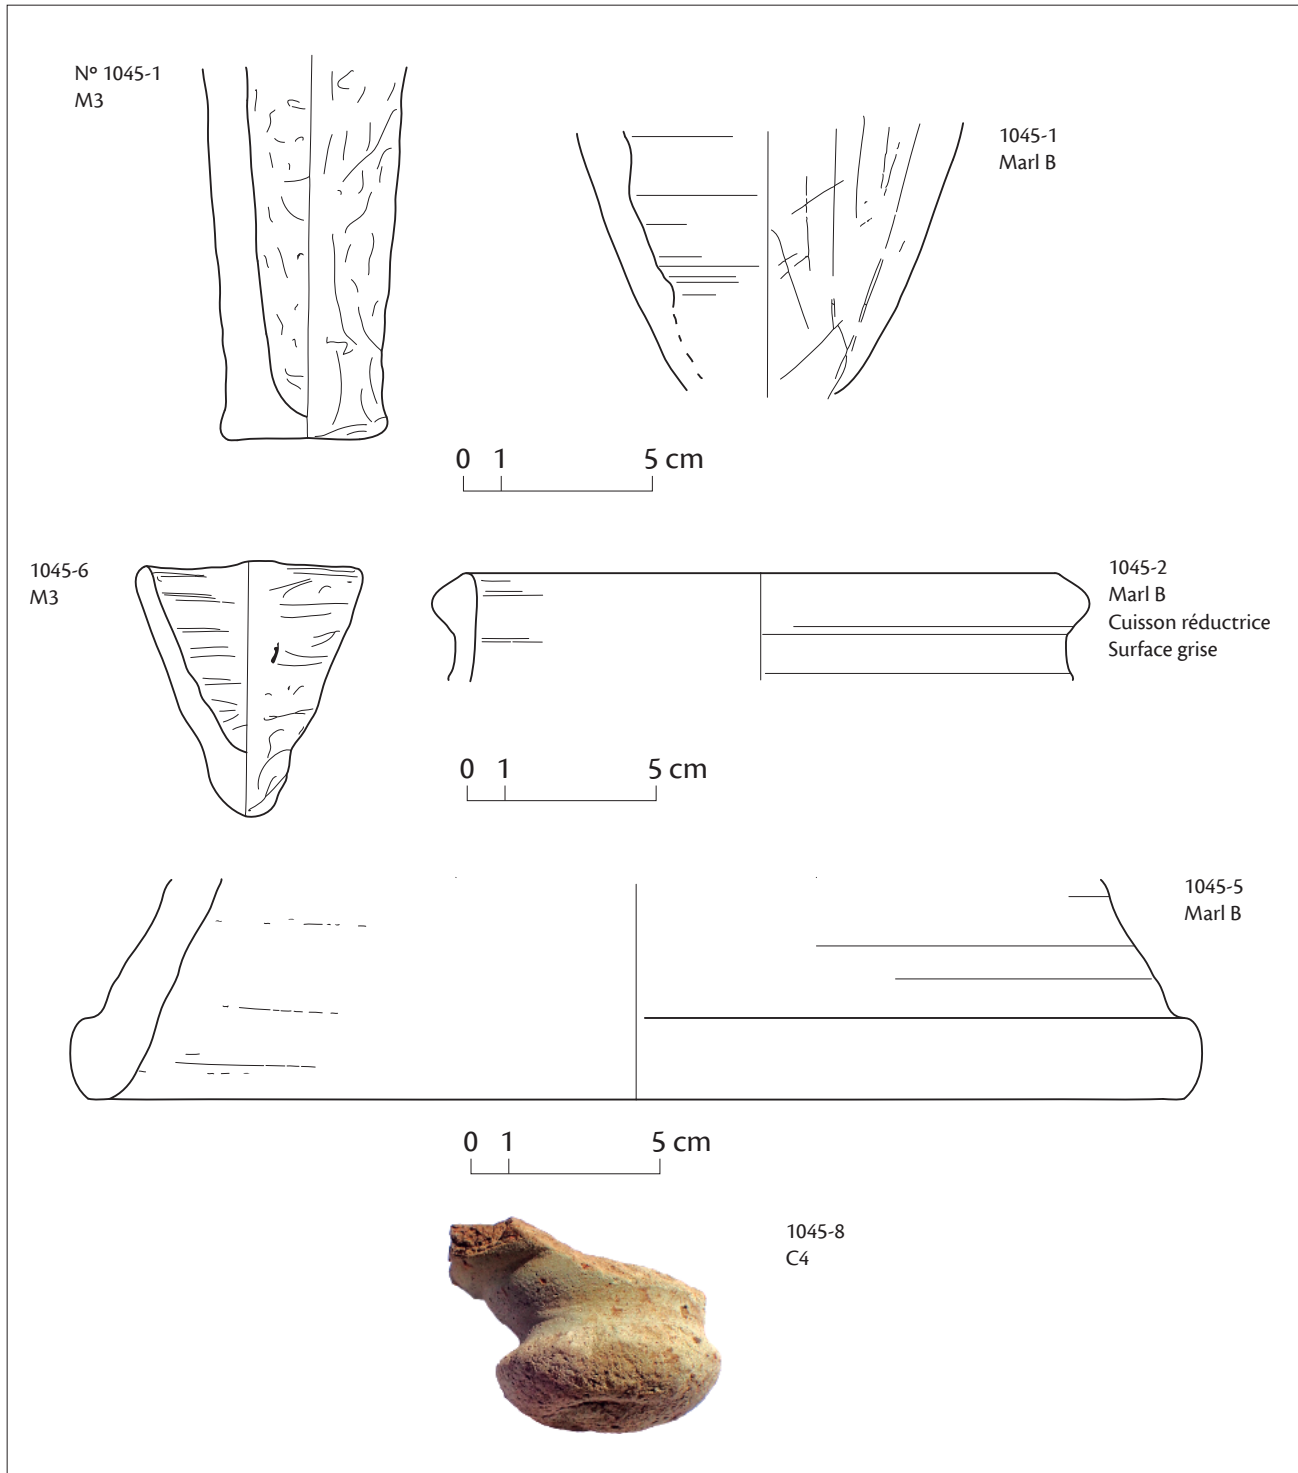 Nº 1045-1
M3
1045-1
Marl B
0 1 5 cm
1045-6
M3
1045-2
Marl B
Cuisson réductrice
Surface grise
0 1 5 cm
1045-5
Marl B
0 1 5 cm
1045-8
C4